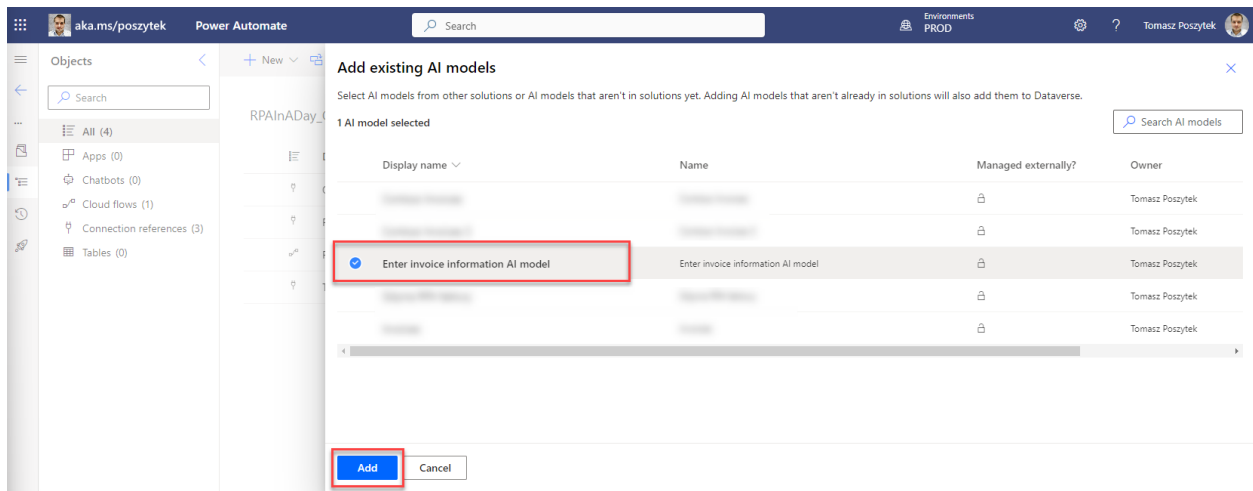 aka.ms/poszytek Power Automate Search Environments PROD ? Tomasz Poszytek
Objects
Search
All (4)
Apps (0)
Chatbots (0)
Cloud flows (1)
Connection references (3)
Tables (0)
New
RPAInADay_
Add existing AI models
Select AI models from other solutions or AI models that aren't in solutions yet. Adding AI models that aren't already in solutions will also add them to Dataverse.
1 AI model selected Search AI models
Display name Name Managed externally? Owner
Tomasz Poszytek
Tomasz Poszytek
Enter invoice information AI model Enter invoice information AI model Tomasz Poszytek
Tomasz Poszytek
Tomasz Poszytek
Add Cancel